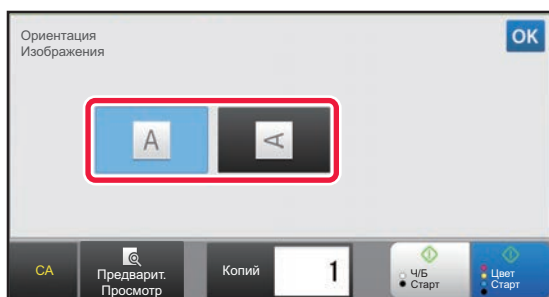 Ориентация
Изображения
OK
A
A
CA
Предварит.
Просмотр
Копий
1
Ч/Б
Старт
Цвет
Старт